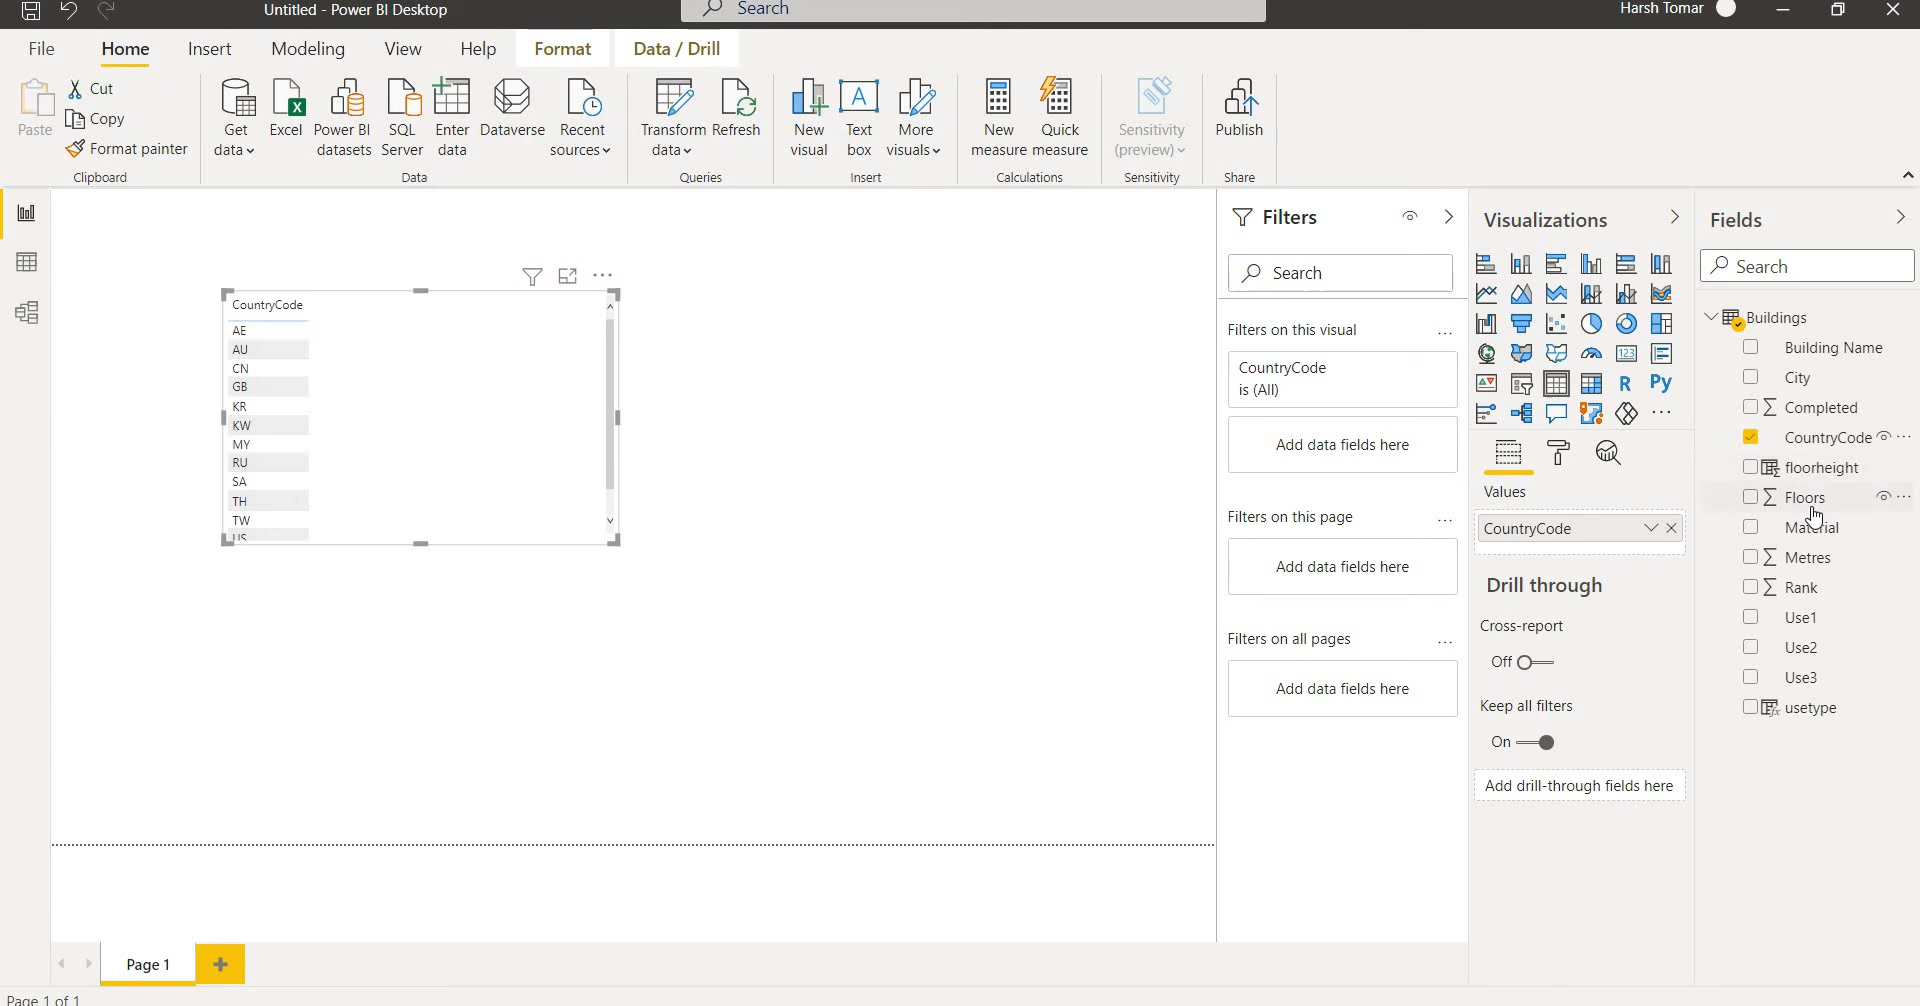 Untitled - Power BI Desktop
Search
Harsh Tomar
File
Home
Insert
Modeling
View
Help
Format
Data / Drill
Paste
Cut
Copy
Format painter
Clipboard
Get data
Excel
Power BI datasets
SQL Server
Enter data
Dataverse
Recent sources
Data
Transform data
Refresh
Queries
New visual
A
Text box
More visuals
Insert
New measure
Quick measure
Calculations
Sensitivity (preview)
Sensitivity
Publish
Share
CountryCode
AE
AU
CN
GB
KR
KW
MY
RU
SA
TH
TW
US
Filters
Search
Filters on this visual
CountryCode
is (All)
Add data fields here
Filters on this page
Add data fields here
Filters on all pages
Add data fields here
Visualizations
123
R
Py
Values
CountryCode
Drill through
Cross-report
Off
Keep all filters
On
Add drill-through fields here
Fields
Search
Buildings
Building Name
City
Completed
CountryCode
floorheight
Floors
Material
Metres
Rank
Use1
Use2
Use3
usetype
Page 1
Page 1 of 1